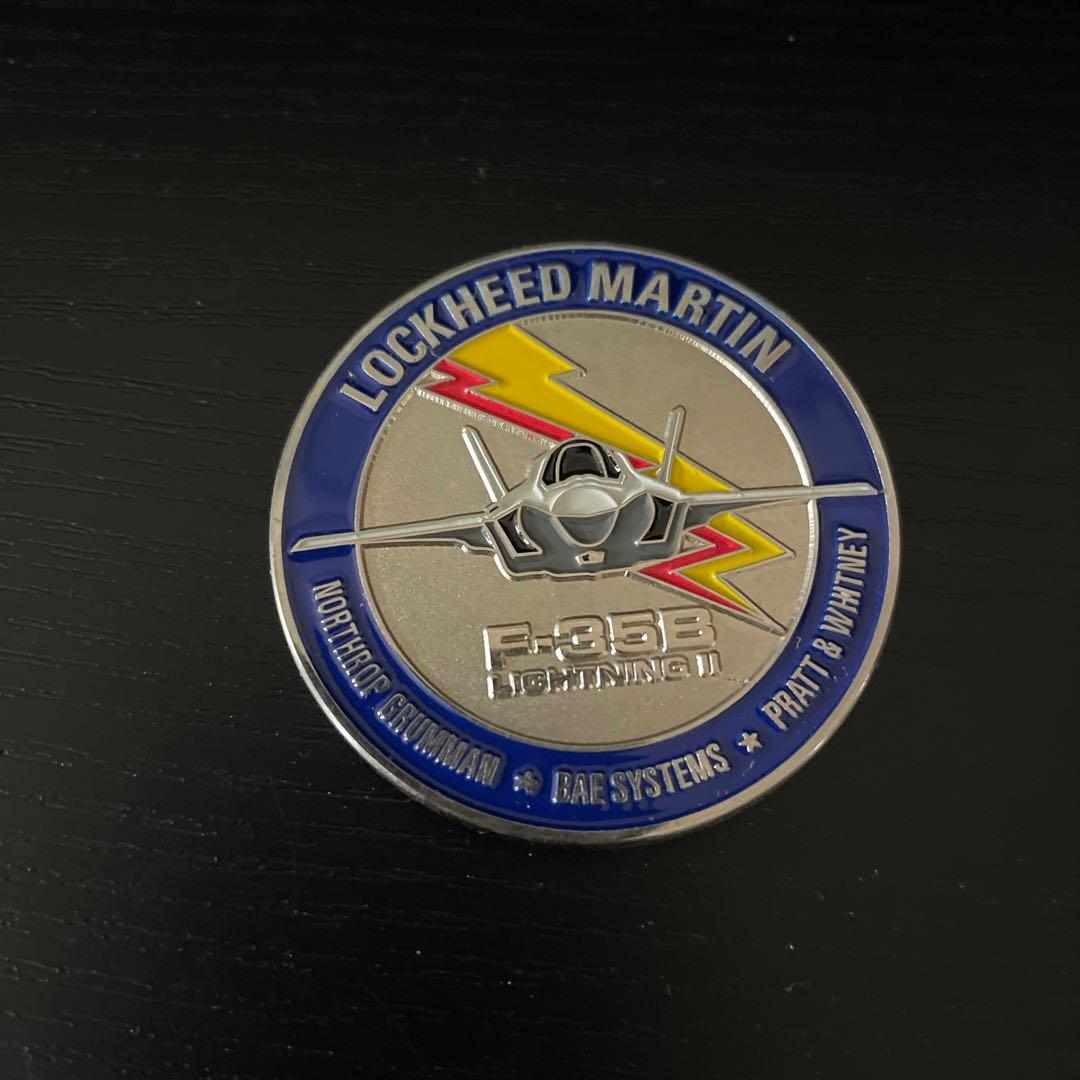 LOCKHEED MARTIN
F-35B
LIGHTNING II
NORTHROP GRUMMAN ★ BAE SYSTEMS ★ PRATT & WHITNEY